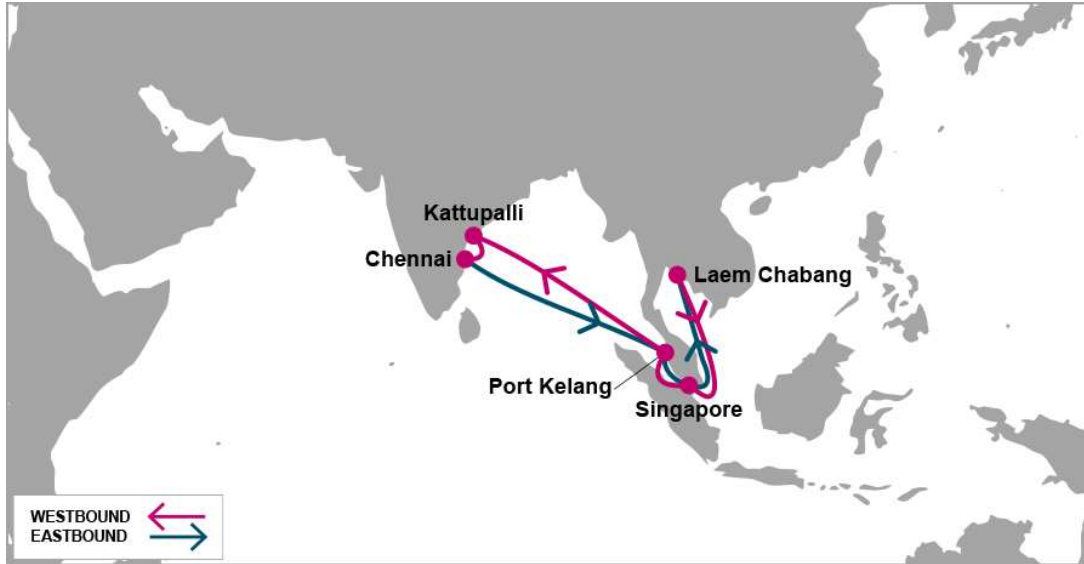 Kattupalli
Chennai
Laem Chabang
Port Kelang
Singapore
WESTBOUND
EASTBOUND